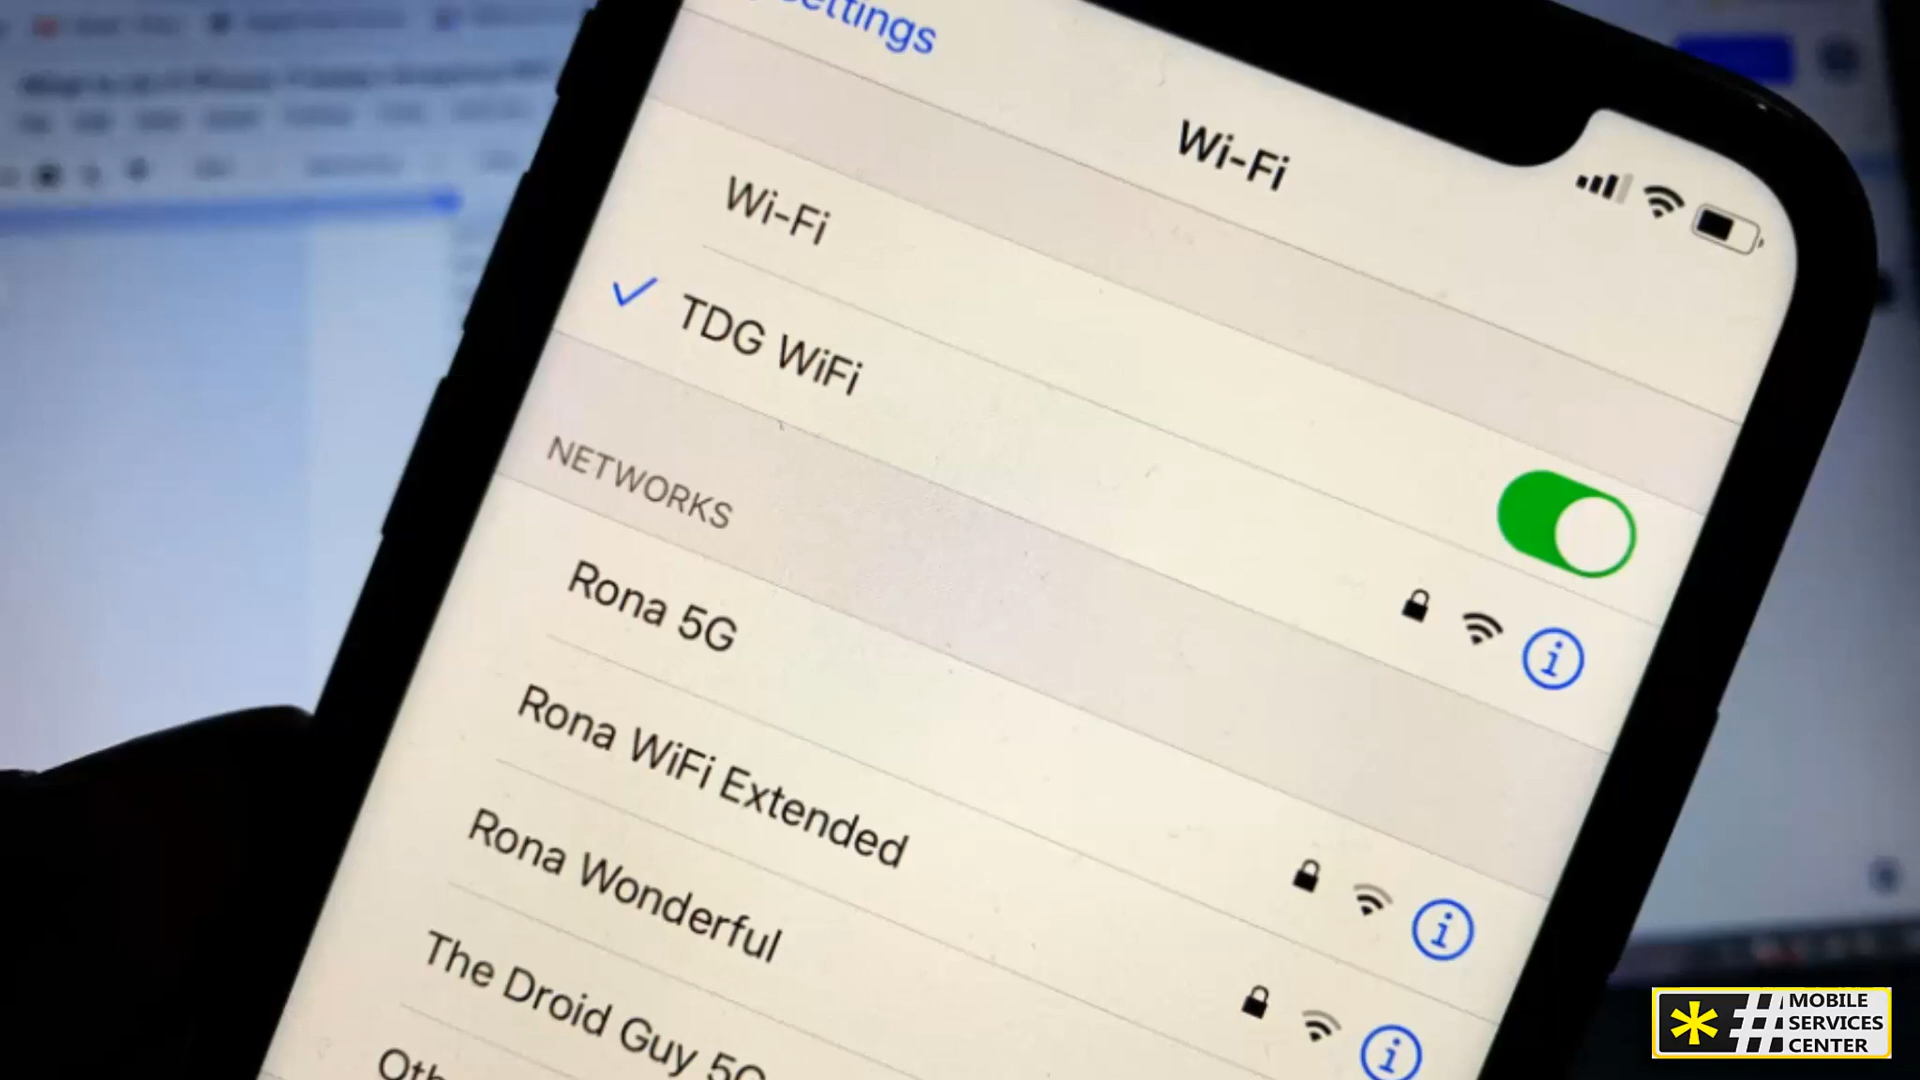 Settings
Wi-Fi
Wi-Fi
TDG WiFi
NETWORKS
Rona 5G
Rona WiFi Extended
Rona Wonderful
The Droid Guy 5G
MOBILE
SERVICES
CENTER